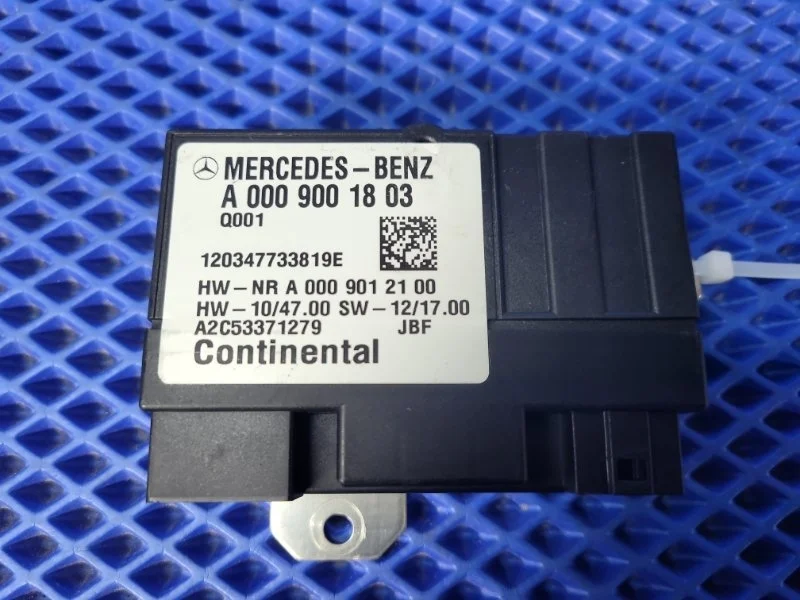 MERCEDES-BENZ
A 000 900 18 03
Q001
120347733819E
HW-NR A 000 901 21 00
HW-10/47.00 SW-12/17.00
A2C53371279 JBF
Continental